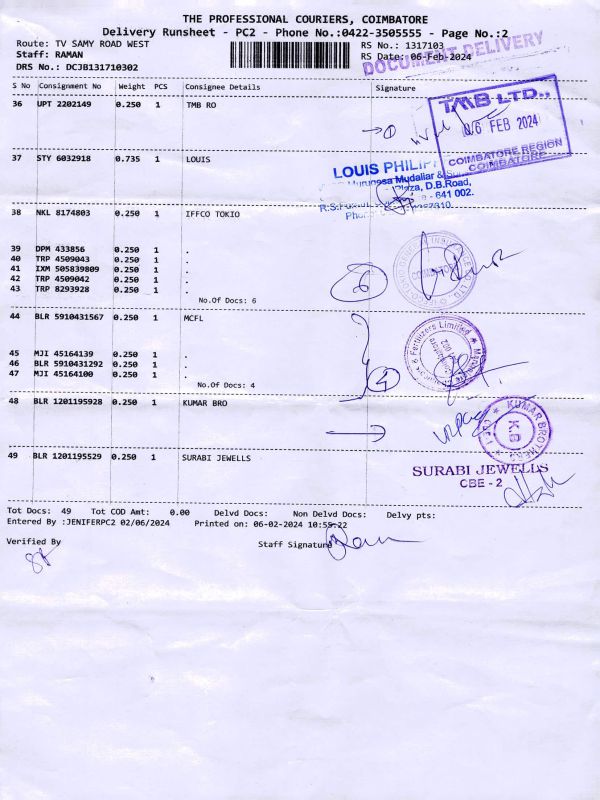 THE PROFESSIONAL COURIERS, COIMBATORE
Delivery Runsheet - PC2 - Phone No.:0422-3505555 - Page No.:2
Route: TV SAMY ROAD WEST
RS No.: 1317103
Staff: RAMAN
RS Date: 06-Feb-2024
DRS No.: DCJB131710302
DOCUMENT DELIVERY
S No Consignment No Weight PCS Consignee Details Signature
36 UPT 2202149 0.250 1 TMB RO
1
TMB LTD.,
06 FEB 2024
COIMBATORE REGION
COIMBATORE
37 STY 6032918 0.735 1 LOUIS
LOUIS PHILIP
Murugesa Mudaliar &
Plaza, D.B.Road,
- 641 002.
38 NKL 8174803 0.250 1 IFFCO TOKIO
39 DPM 433856 0.250 1 .
40 TRP 4509043 0.250 1 .
41 IXM 505839809 0.250 1 .
42 TRP 4509042 0.250 1 .
43 TRP 8293928 0.250 1 .
No.Of Docs: 6
6
COIMBATORE
44 BLR 5910431567 0.250 1 MCFL
45 MJI 45164139 0.250 1 .
46 BLR 5910431292 0.250 1 .
47 MJI 45164100 0.250 1 .
No.Of Docs: 4
4
& Fertilizers Limited
48 BLR 1201195928 0.250 1 KUMAR BRO
KUMAR BROTHERS
K.B
49 BLR 1201195529 0.250 1 SURABI JEWELLS
SURABI JEWELLS
CBE - 2
Tot Docs: 49 Tot COD Amt: 0.00 Delvd Docs: Non Delvd Docs: Delvy pts:
Entered By :JENIFERPC2 02/06/2024 Printed on: 06-02-2024 10:55:22
Verified By
Staff Signature
Ram